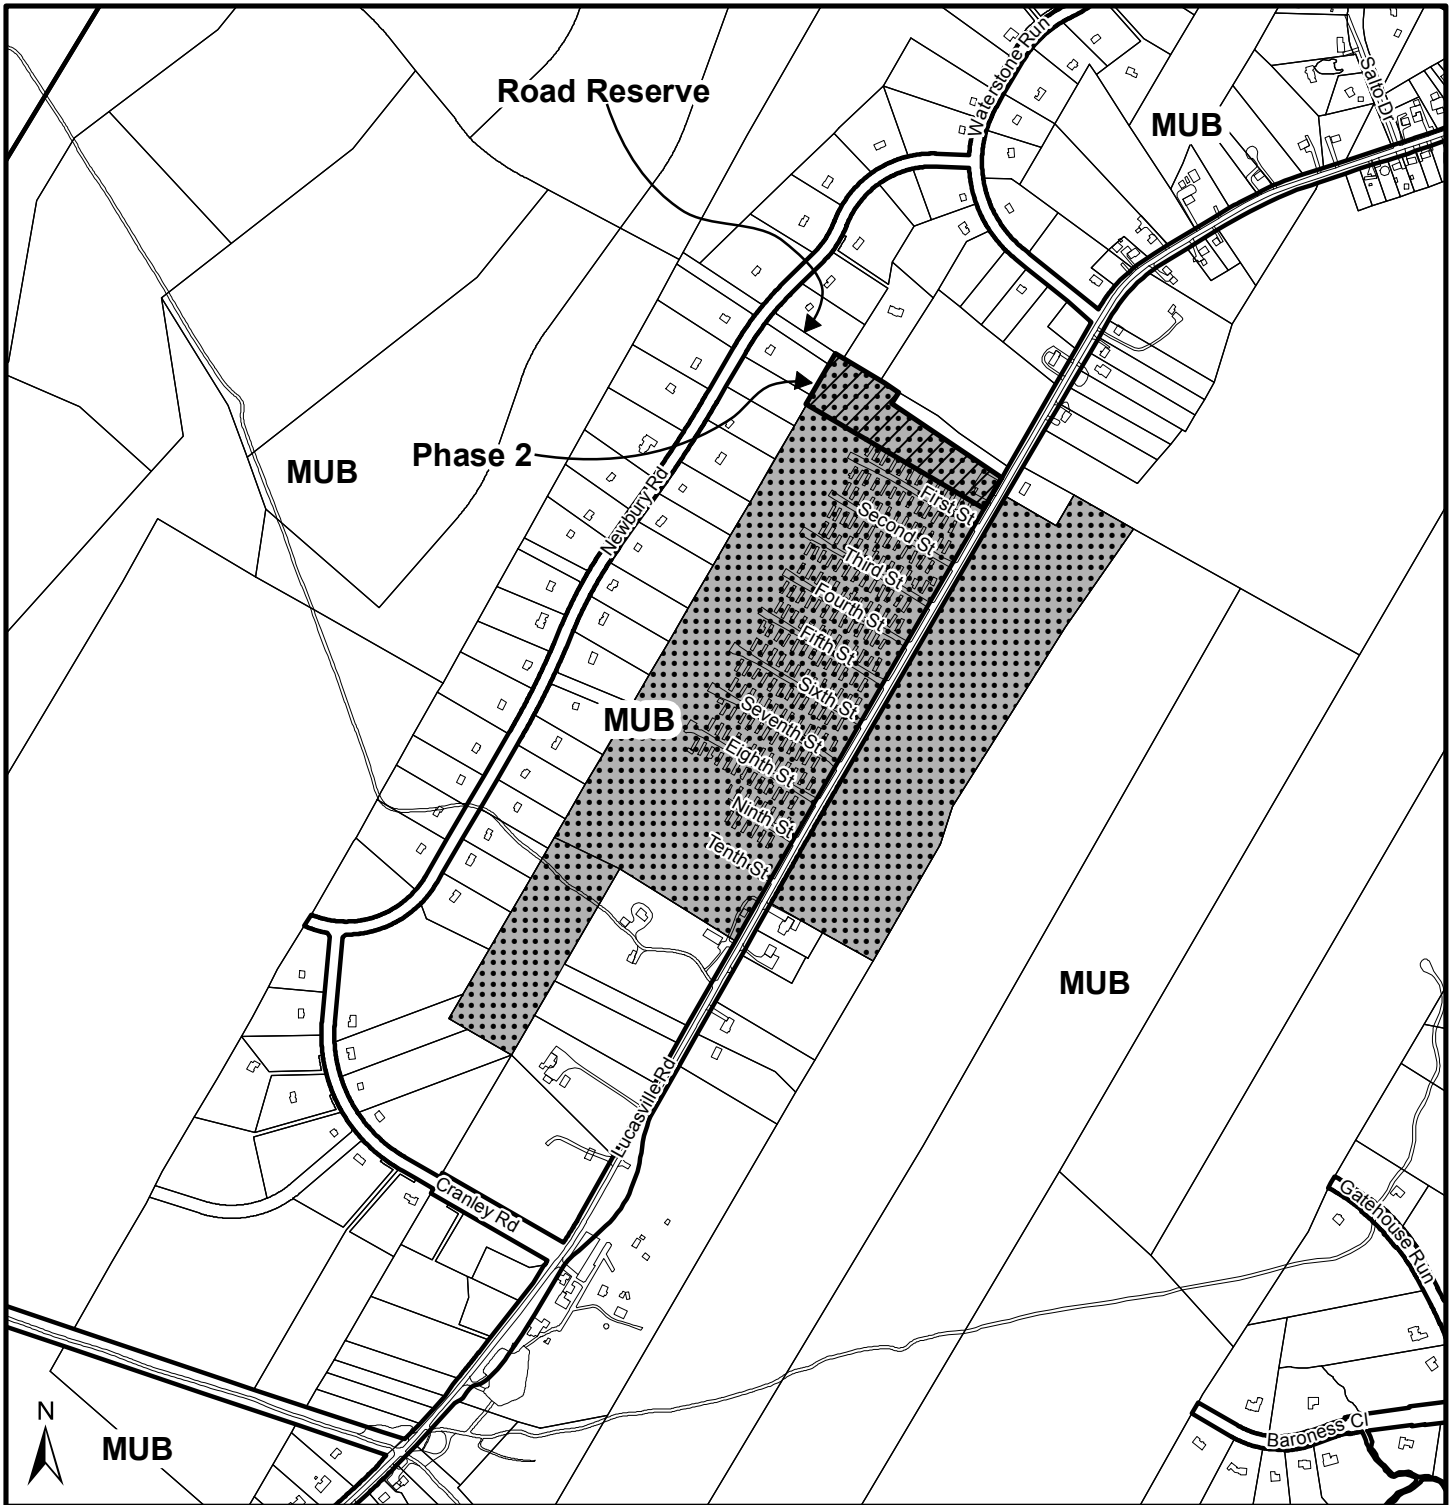 Waterstone Run
Salto Dr
Road Reserve
MUB
Phase 2
MUB
Newbury Rd
First St
Second St
Third St
Fourth St
Fifth St
Sixth St
MUB
Seventh St
Eighth St
Ninth St
Tenth St
MUB
Lucasville Rd
Cranley Rd
Gatehouse Run
N
MUB
Baroness Cl